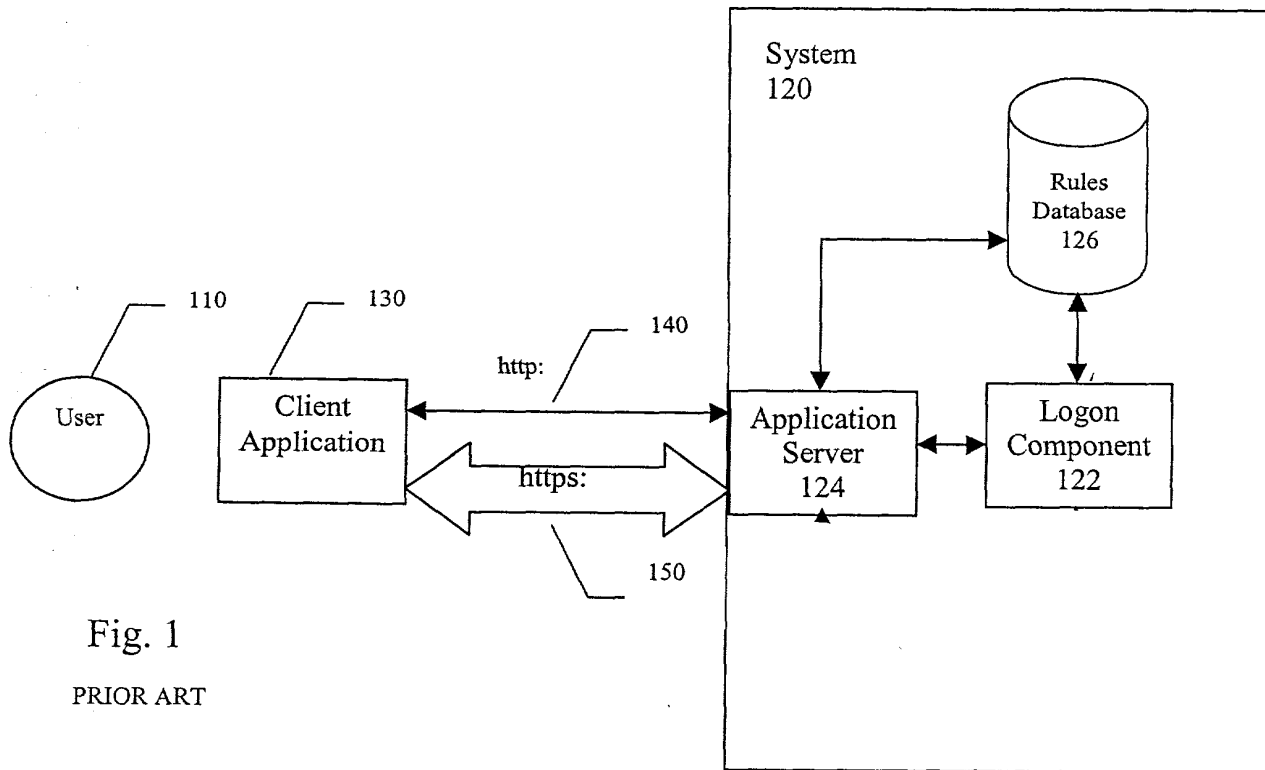 System
120
Rules
Database
126
110
130
140
http:
User
Client
Application
Application
Server
124
Logon
Component
122
https:
150
Fig. 1
PRIOR ART